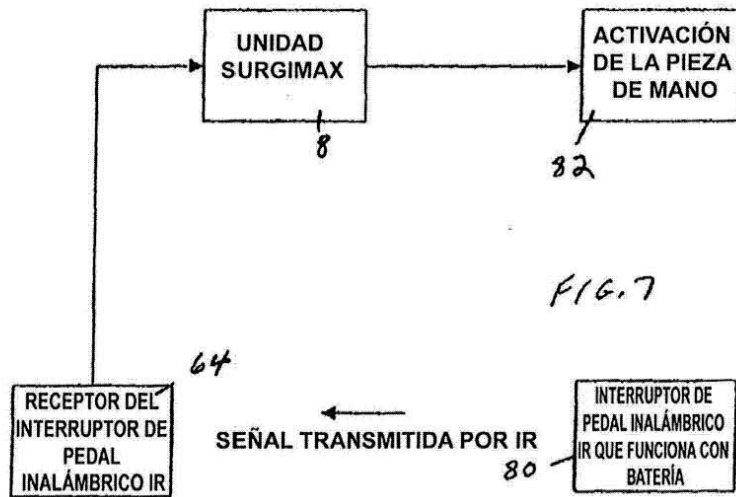 UNIDAD
SURGIMAX
8
ACTIVACIÓN
DE LA PIEZA
DE MANO
82
FIG. 7
64
RECEPTOR DEL
INTERRUPTOR DE
PEDAL
INALÁMBRICO IR
SEÑAL TRANSMITIDA POR IR
80
INTERRUPTOR DE
PEDAL INALÁMBRICO
IR QUE FUNCIONA CON
BATERÍA